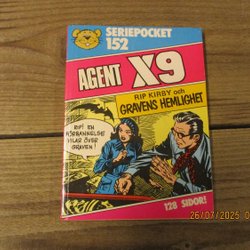 SERIEPOCKET
152
AGENT X9
RIP KIRBY och
GRAVENS HEMLIGHET
RIP! EN
FÖRBANNELSE
VILAR ÖVER
GRAVEN!
128 SIDOR!
26/07/2025